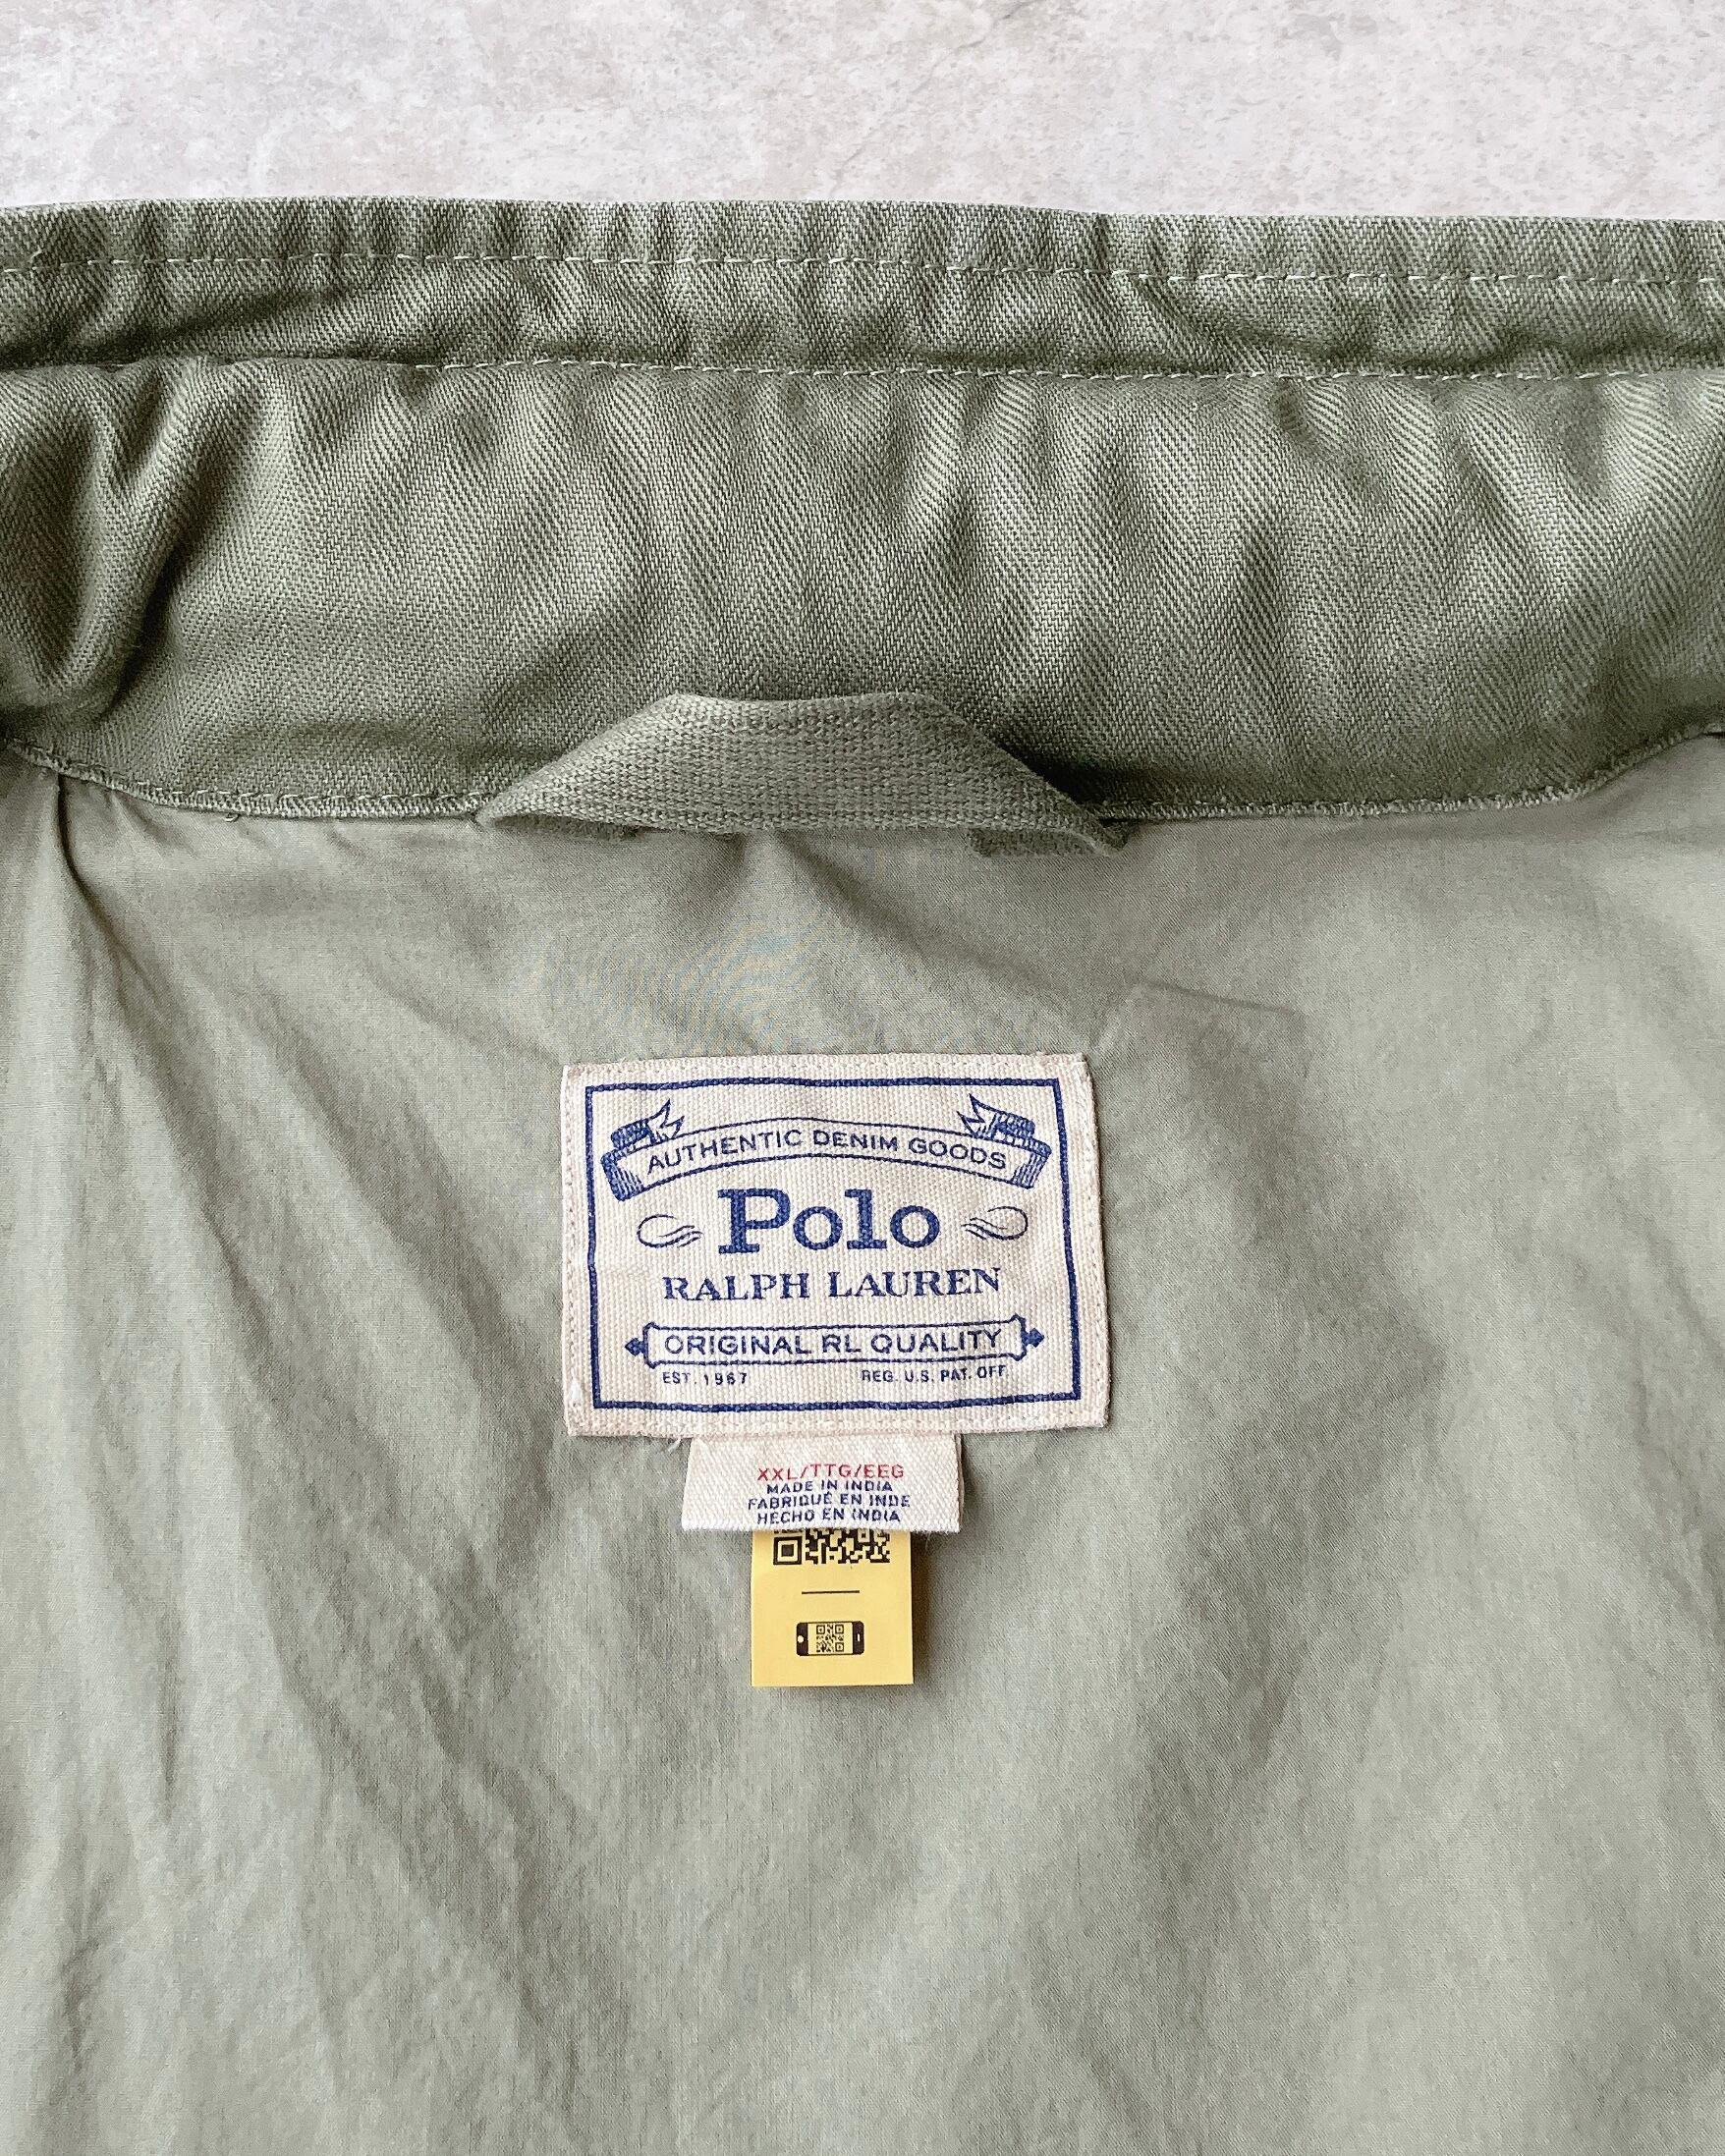 AUTHENTIC DENIM GOODS
Polo
RALPH LAUREN
ORIGINAL RL QUALITY
EST. 1967 REG. U.S. PAT. OFF.
XXL/TTG/EEG
MADE IN INDIA
FABRIQUÉ EN INDE
HECHO EN INDIA